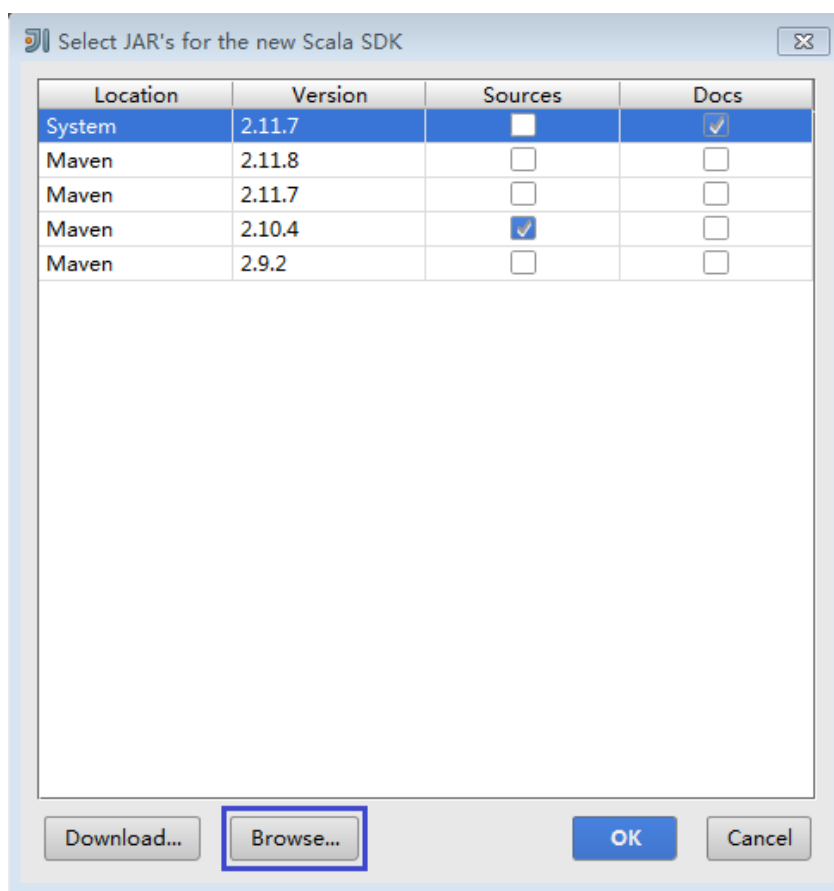 Select JAR's for the new Scala SDK
Location Version Sources Docs
System 2.11.7
Maven 2.11.8
Maven 2.11.7
Maven 2.10.4
Maven 2.9.2
Download... Browse... OK Cancel